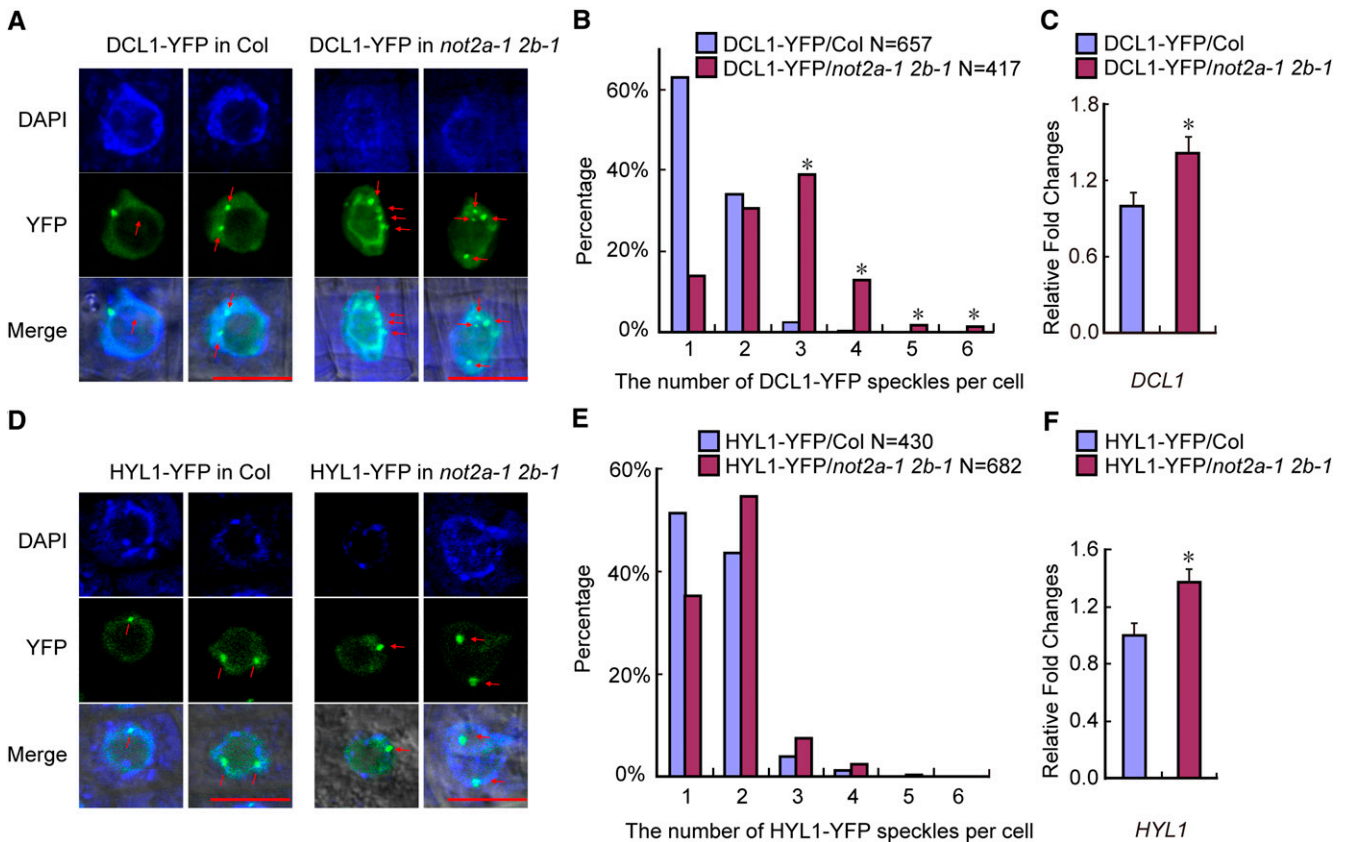 A
DCL1-YFP in Col
DCL1-YFP in not2a-1 2b-1
DAPI
YFP
Merge
B
DCL1-YFP/Col N=657
DCL1-YFP/not2a-1 2b-1 N=417
Percentage
60%
40%
20%
0%
* * * *
1 2 3 4 5 6
The number of DCL1-YFP speckles per cell
C
DCL1-YFP/Col
DCL1-YFP/not2a-1 2b-1
Relative Fold Changes
1.8
1.2
0.6
0.0
*
DCL1
D
HYL1-YFP in Col
HYL1-YFP in not2a-1 2b-1
DAPI
YFP
Merge
E
HYL1-YFP/Col N=430
HYL1-YFP/not2a-1 2b-1 N=682
Percentage
60%
40%
20%
0%
1 2 3 4 5 6
The number of HYL1-YFP speckles per cell
F
HYL1-YFP/Col
HYL1-YFP/not2a-1 2b-1
Relative Fold Changes
1.6
1.2
0.8
0.4
0.0
*
HYL1